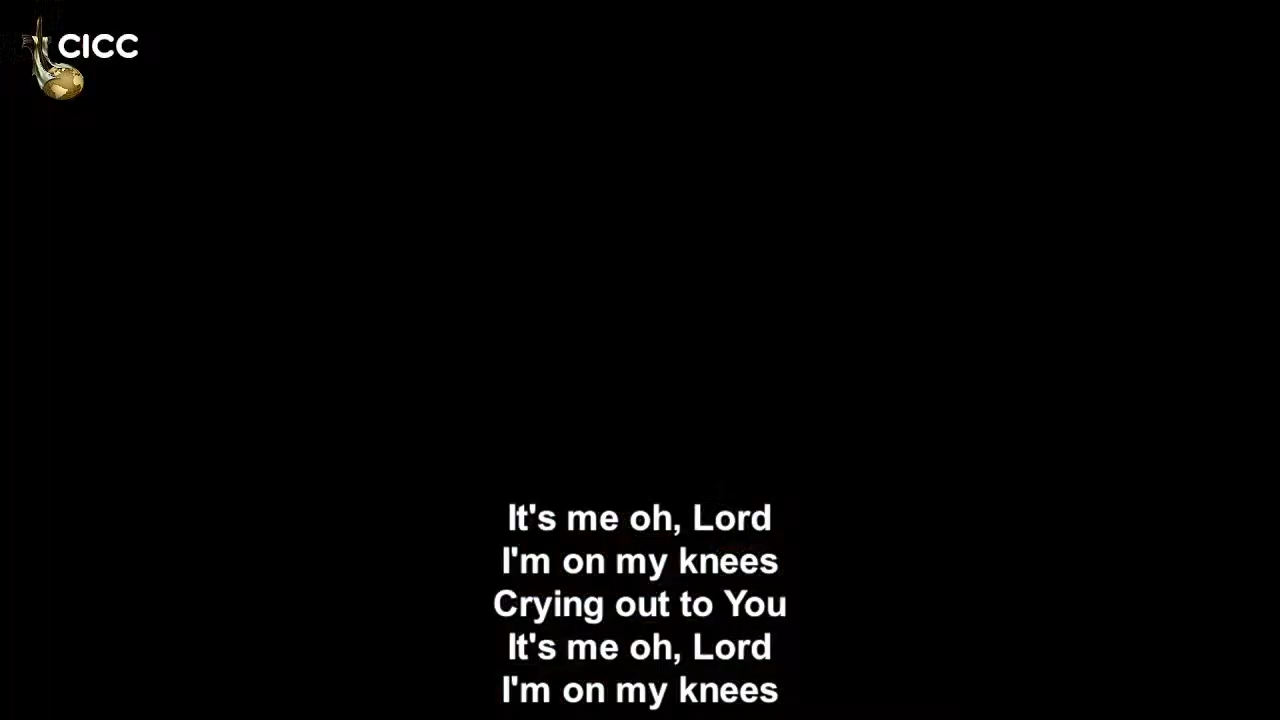 CICC
It's me oh, Lord
I'm on my knees
Crying out to You
It's me oh, Lord
I'm on my knees